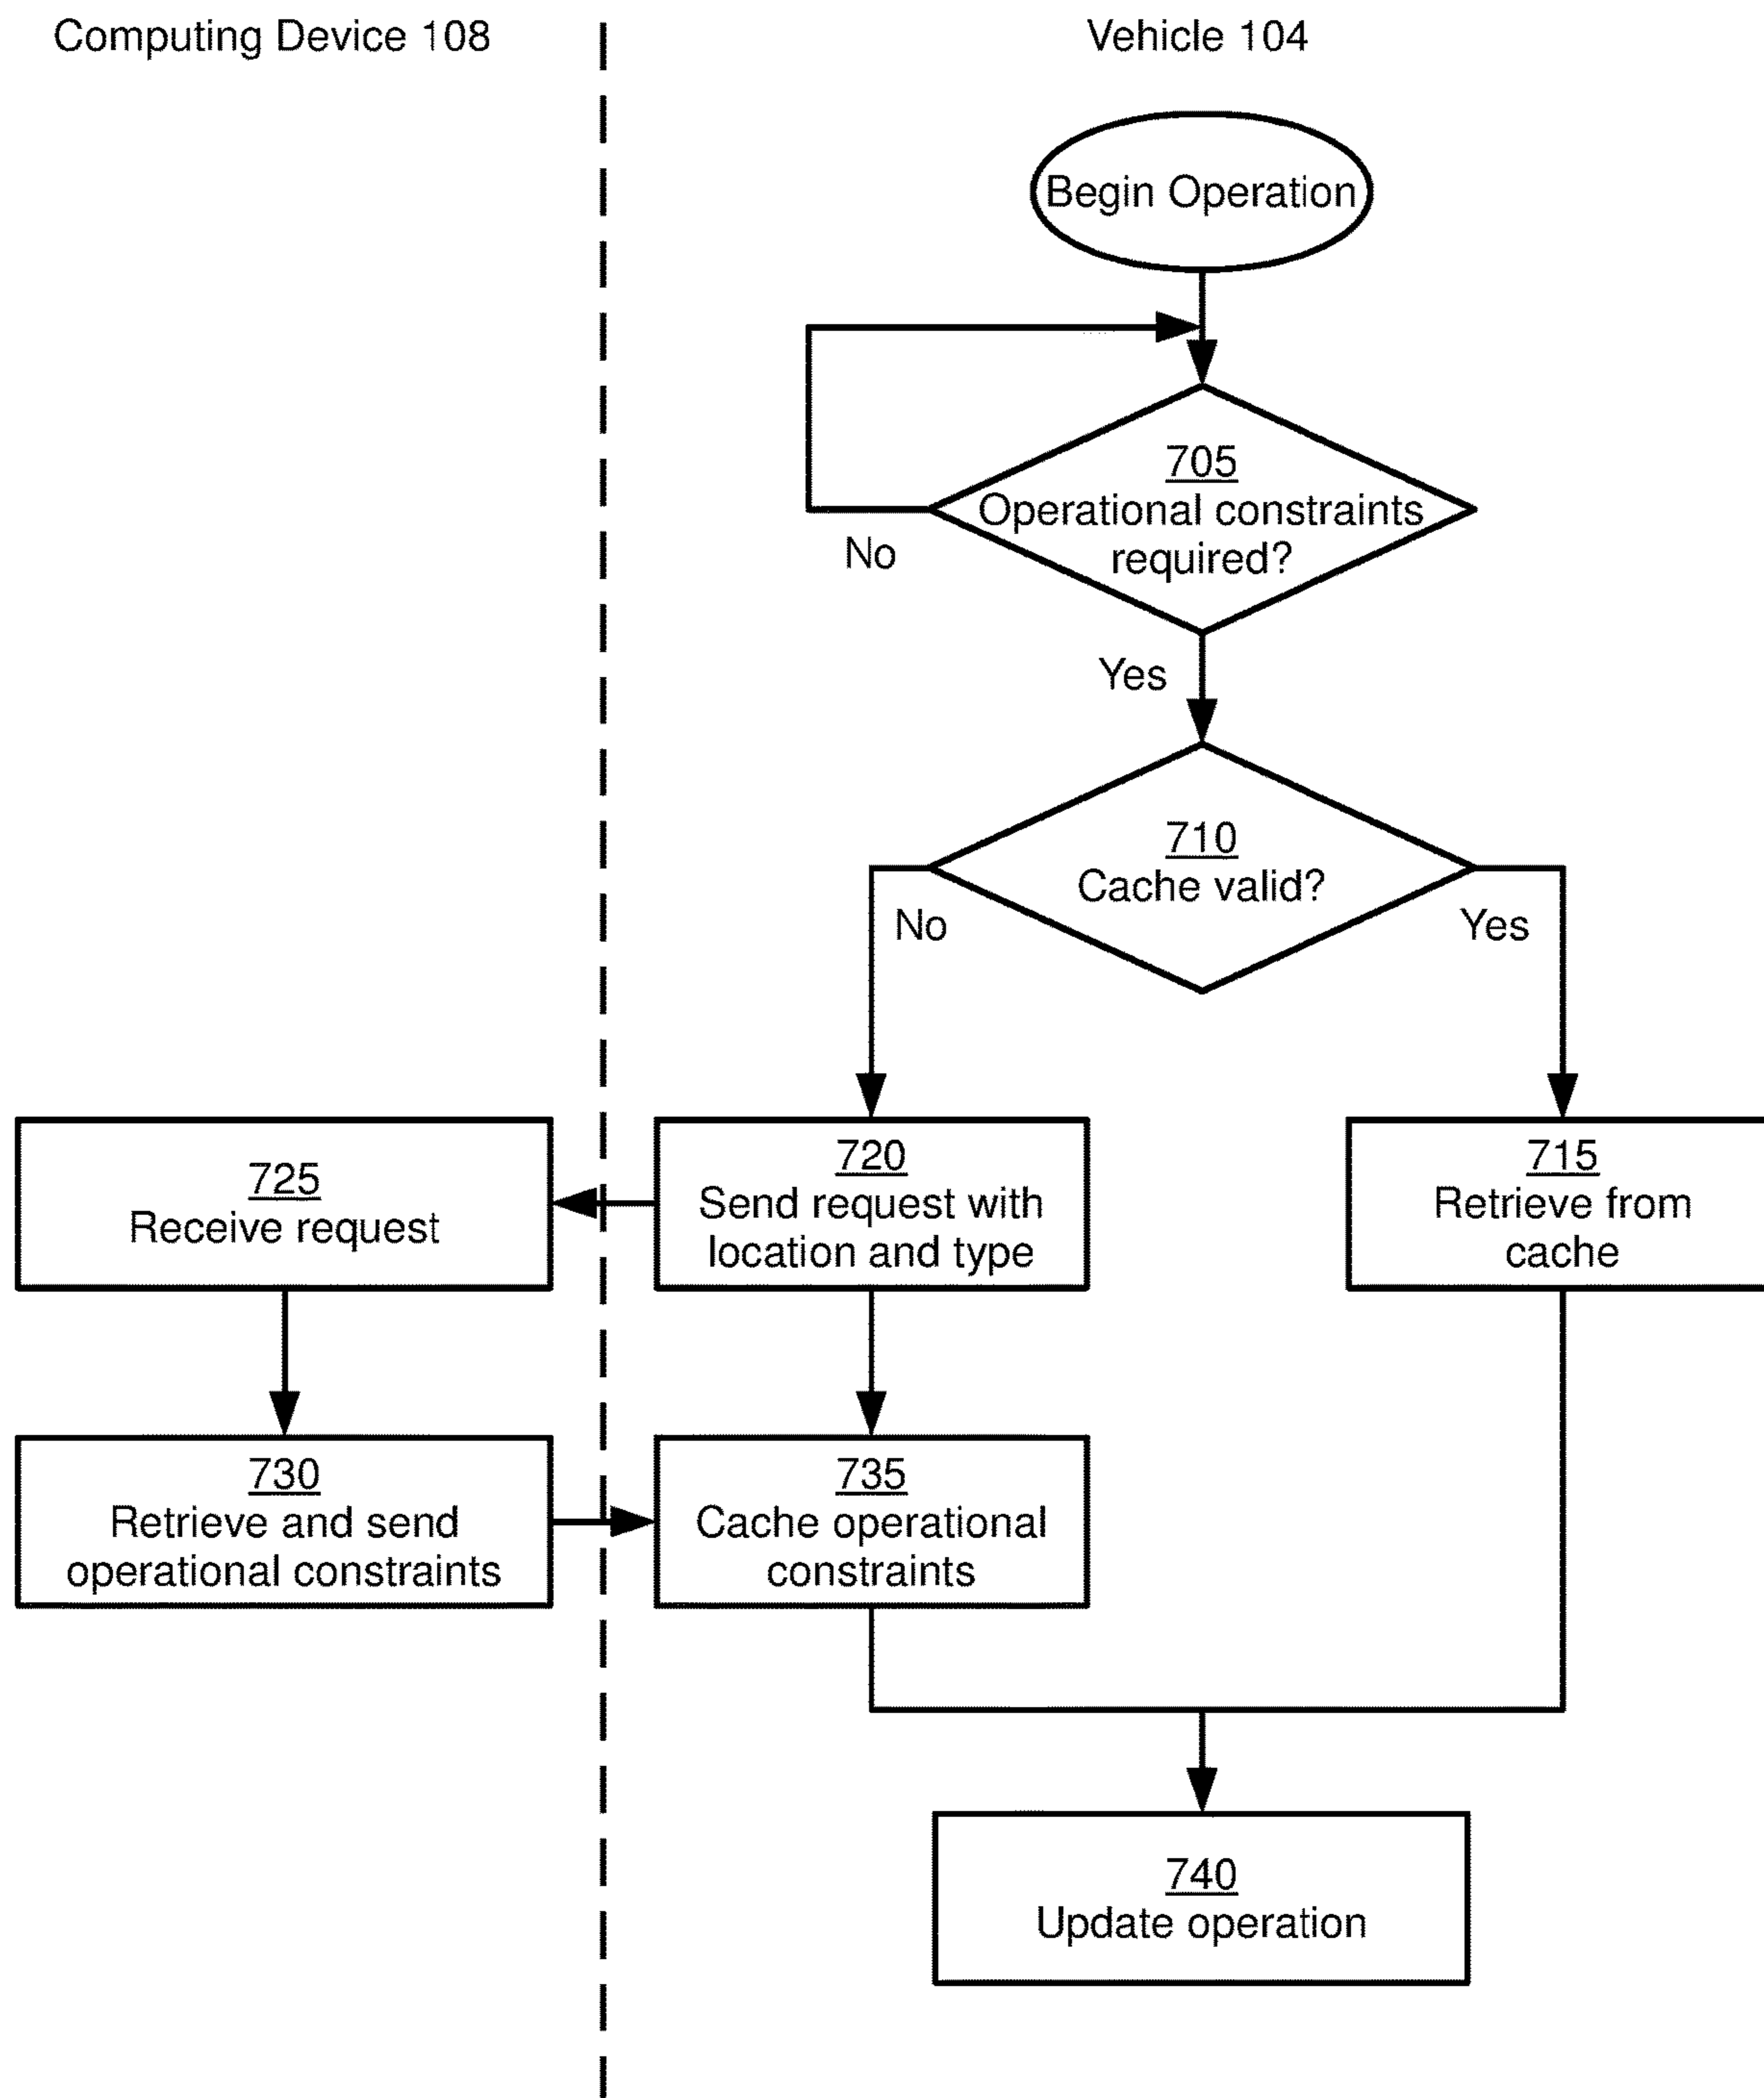 Computing Device 108
Vehicle 104
Begin Operation
705
Operational constraints
required?
No
Yes
710
Cache valid?
No
Yes
725
Receive request
720
Send request with
location and type
715
Retrieve from
cache
730
Retrieve and send
operational constraints
735
Cache operational
constraints
740
Update operation